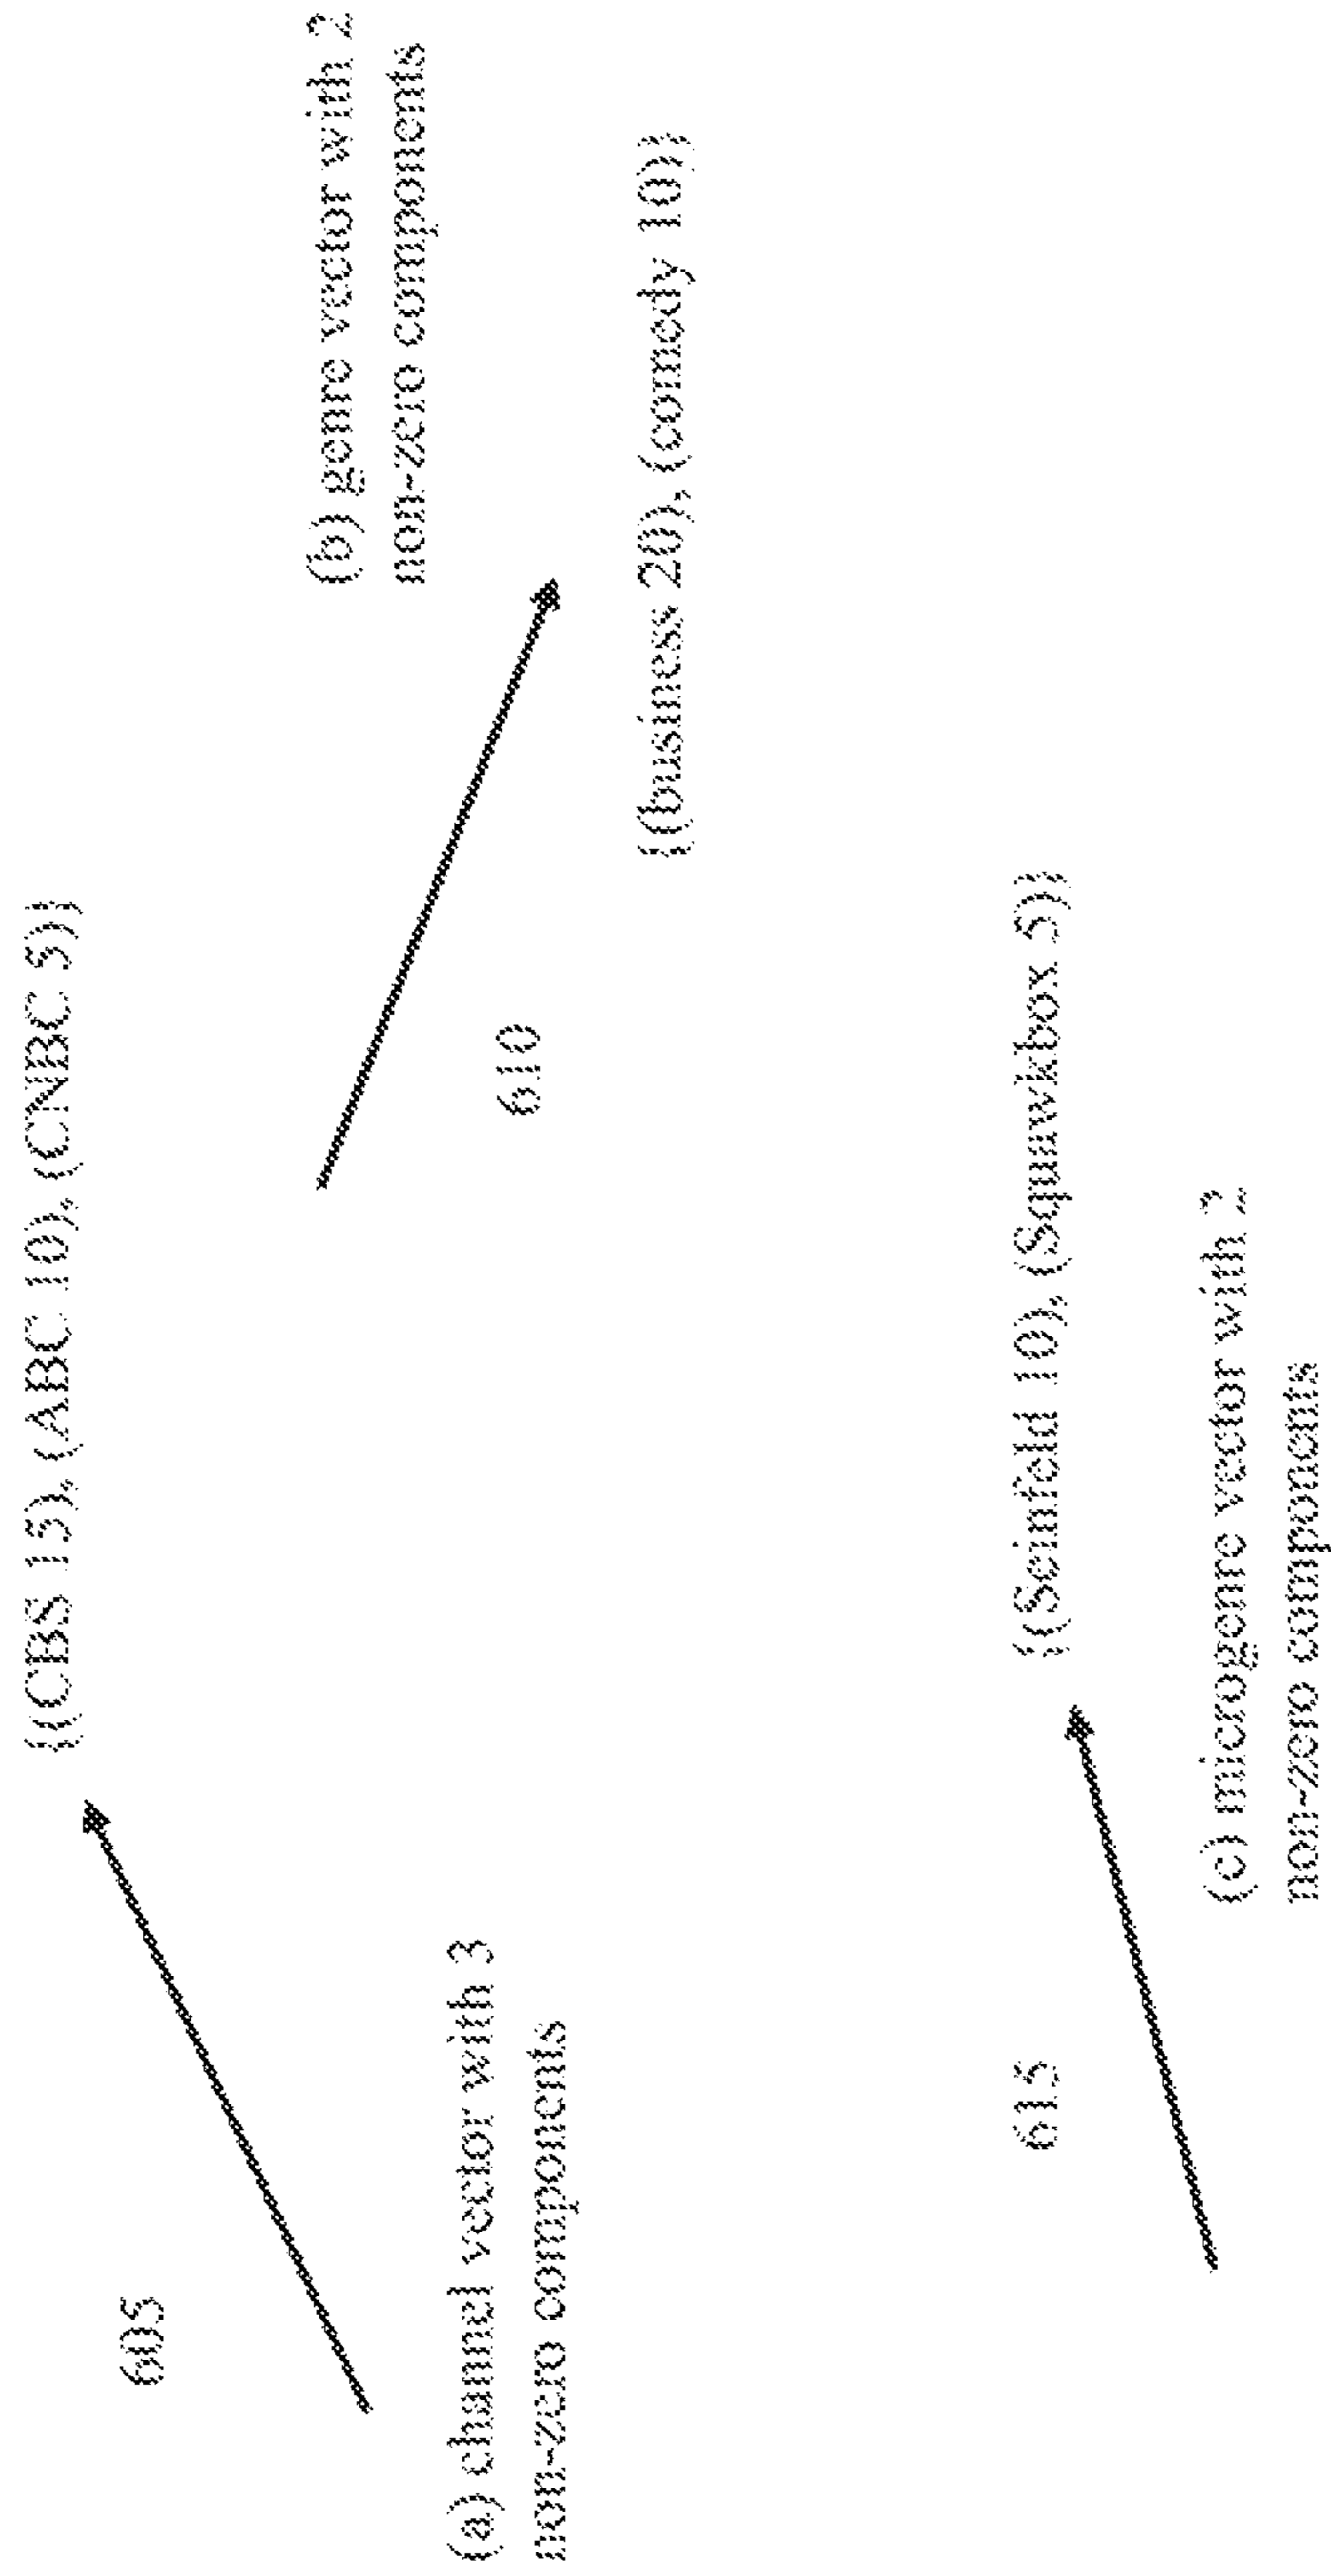 {(CBS 15), (ABC 10), (CNBC 5)}
605
(b) genre vector with 2
non-zero components
(a) channel vector with 3
non-zero components
610
{(business 20), (comedy 10)}
{(Seinfeld 10), (Squawkbox 5)}
615
(c) microgenre vector with 2
non-zero components